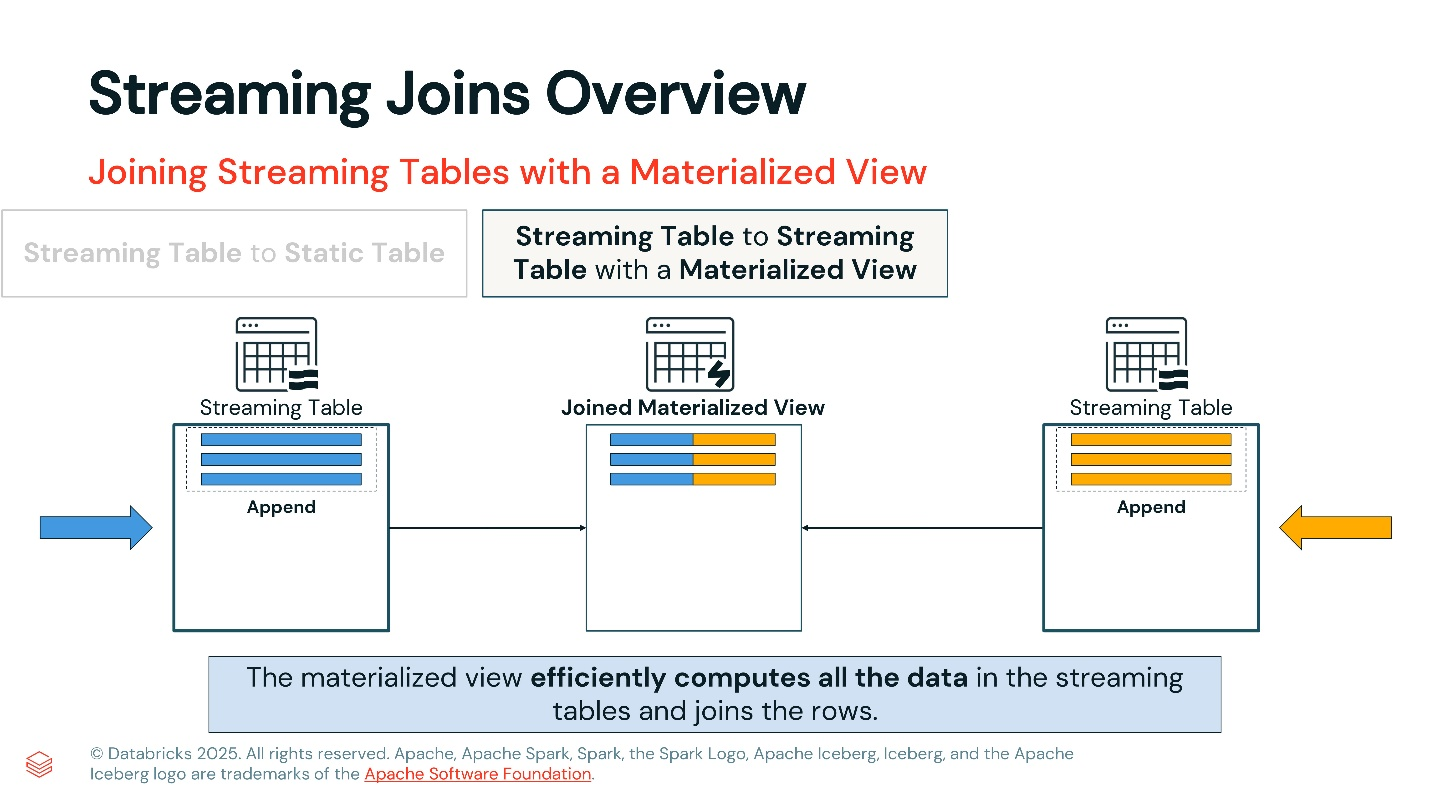 Streaming Joins Overview
Joining Streaming Tables with a Materialized View
Streaming Table to Static Table
Streaming Table to Streaming
Table with a Materialized View
Streaming Table
Joined Materialized View
Streaming Table
Append
Append
The materialized view efficiently computes all the data in the streaming
tables and joins the rows.
© Databricks 2025. All rights reserved. Apache, Apache Spark, Spark, the Spark Logo, Apache Iceberg, Iceberg, and the Apache
Iceberg logo are trademarks of the Apache Software Foundation.